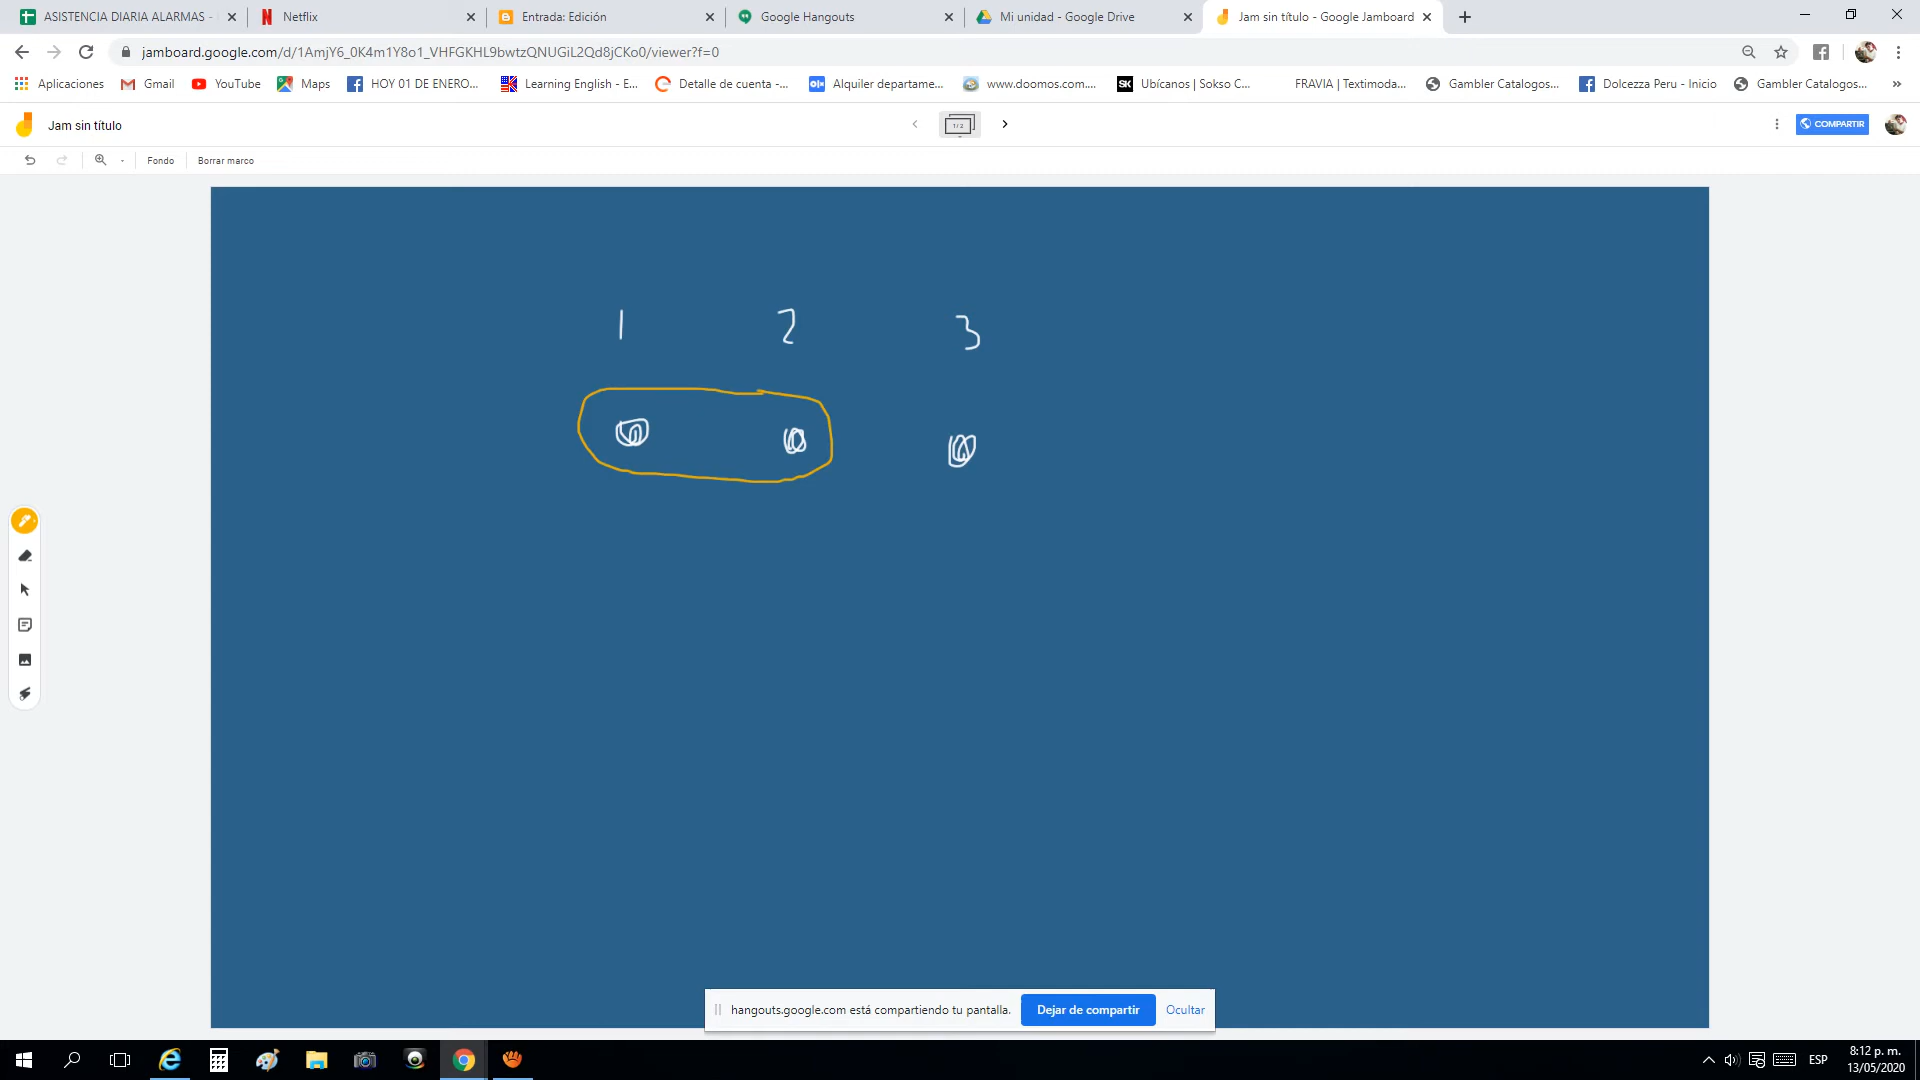 ASISTENCIA DIARIA ALARMAS -
Netflix
Entrada: Edición
Google Hangouts
Mi unidad - Google Drive
Jam sin título - Google Jamboard
jamboard.google.com/d/1AmjY6_0K4m1Y8o1_VHFGKHL9bwtzQNUGiL2Qd8jCKo0/viewer?f=0
Aplicaciones
Gmail
YouTube
Maps
HOY 01 DE ENERO...
Learning English - E...
Detalle de cuenta -...
Alquiler departame...
www.doomos.com....
SK
Ubícanos | Sokso C...
FRAVIA | Textimoda...
Gambler Catalogos...
Dolcezza Peru - Inicio
Gambler Catalogos...
Jam sin título
1/2
COMPARTIR
Fondo
Borrar marco
1 2 3
hangouts.google.com está compartiendo tu pantalla.
Dejar de compartir
Ocultar
ESP
8:12 p. m.
13/05/2020